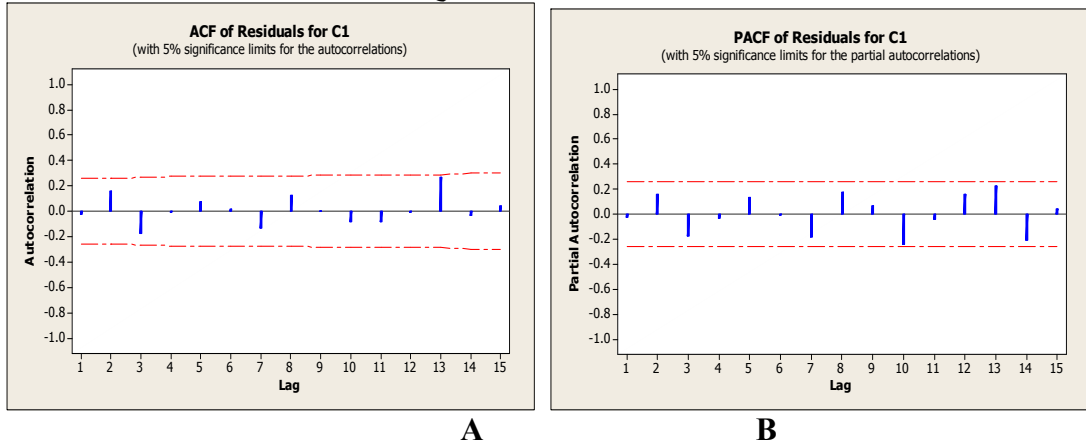 ACF of Residuals for C1
(with 5% significance limits for the autocorrelations)
Autocorrelation
1.0
0.8
0.6
0.4
0.2
0.0
-0.2
-0.4
-0.6
-0.8
-1.0
1 2 3 4 5 6 7 8 9 10 11 12 13 14 15
Lag
A
PACF of Residuals for C1
(with 5% significance limits for the partial autocorrelations)
Partial Autocorrelation
1.0
0.8
0.6
0.4
0.2
0.0
-0.2
-0.4
-0.6
-0.8
-1.0
1 2 3 4 5 6 7 8 9 10 11 12 13 14 15
Lag
B